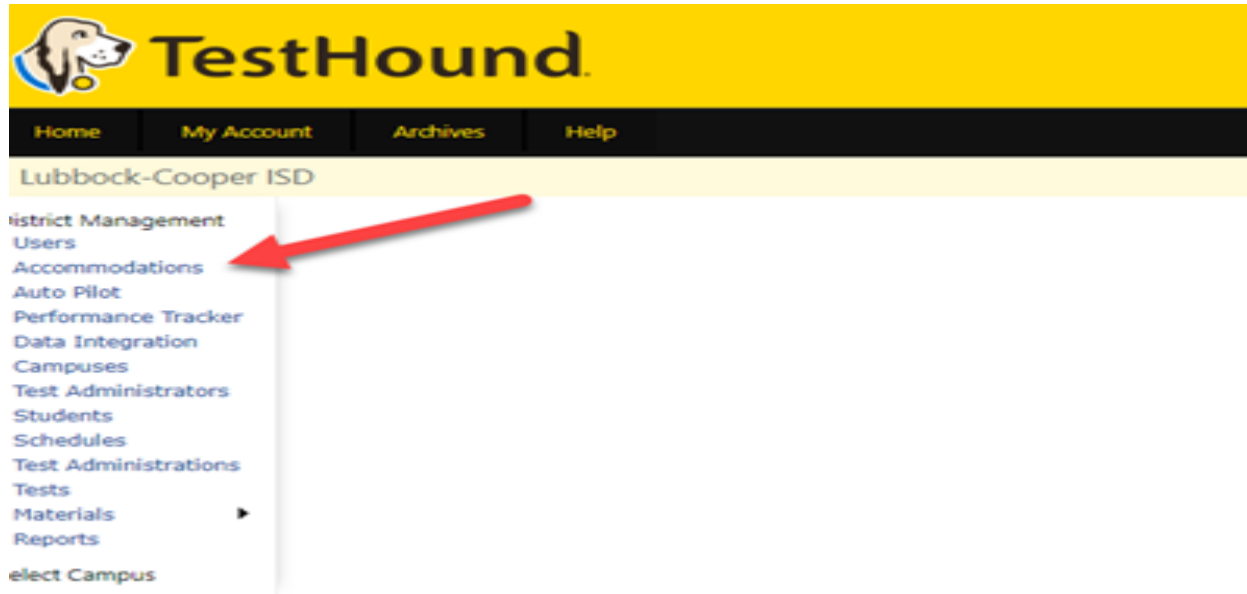 TestHound.
Home My Account Archives Help
Lubbock-Cooper ISD
istrict Management
Users
Accommodations
Auto Pilot
Performance Tracker
Data Integration
Campuses
Test Administrators
Students
Schedules
Test Administrations
Tests
Materials
Reports
elect Campus